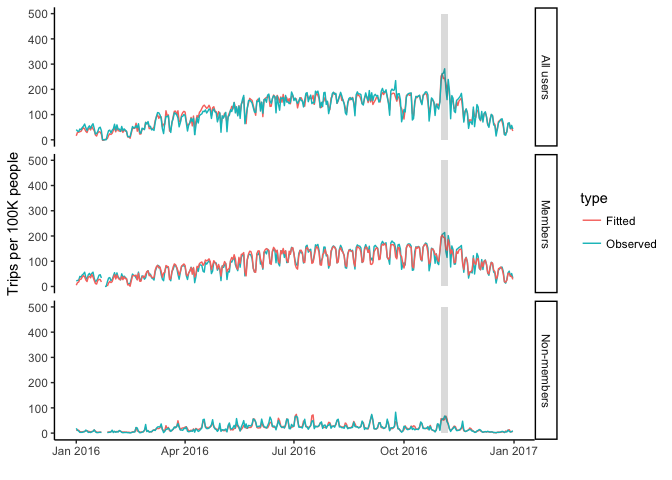 Trips per 100K people
500
400
300
200
100
0
All users
500
400
300
200
100
0
Members
500
400
300
200
100
0
Non-members
Jan 2016
Apr 2016
Jul 2016
Oct 2016
Jan 2017
type
Fitted
Observed